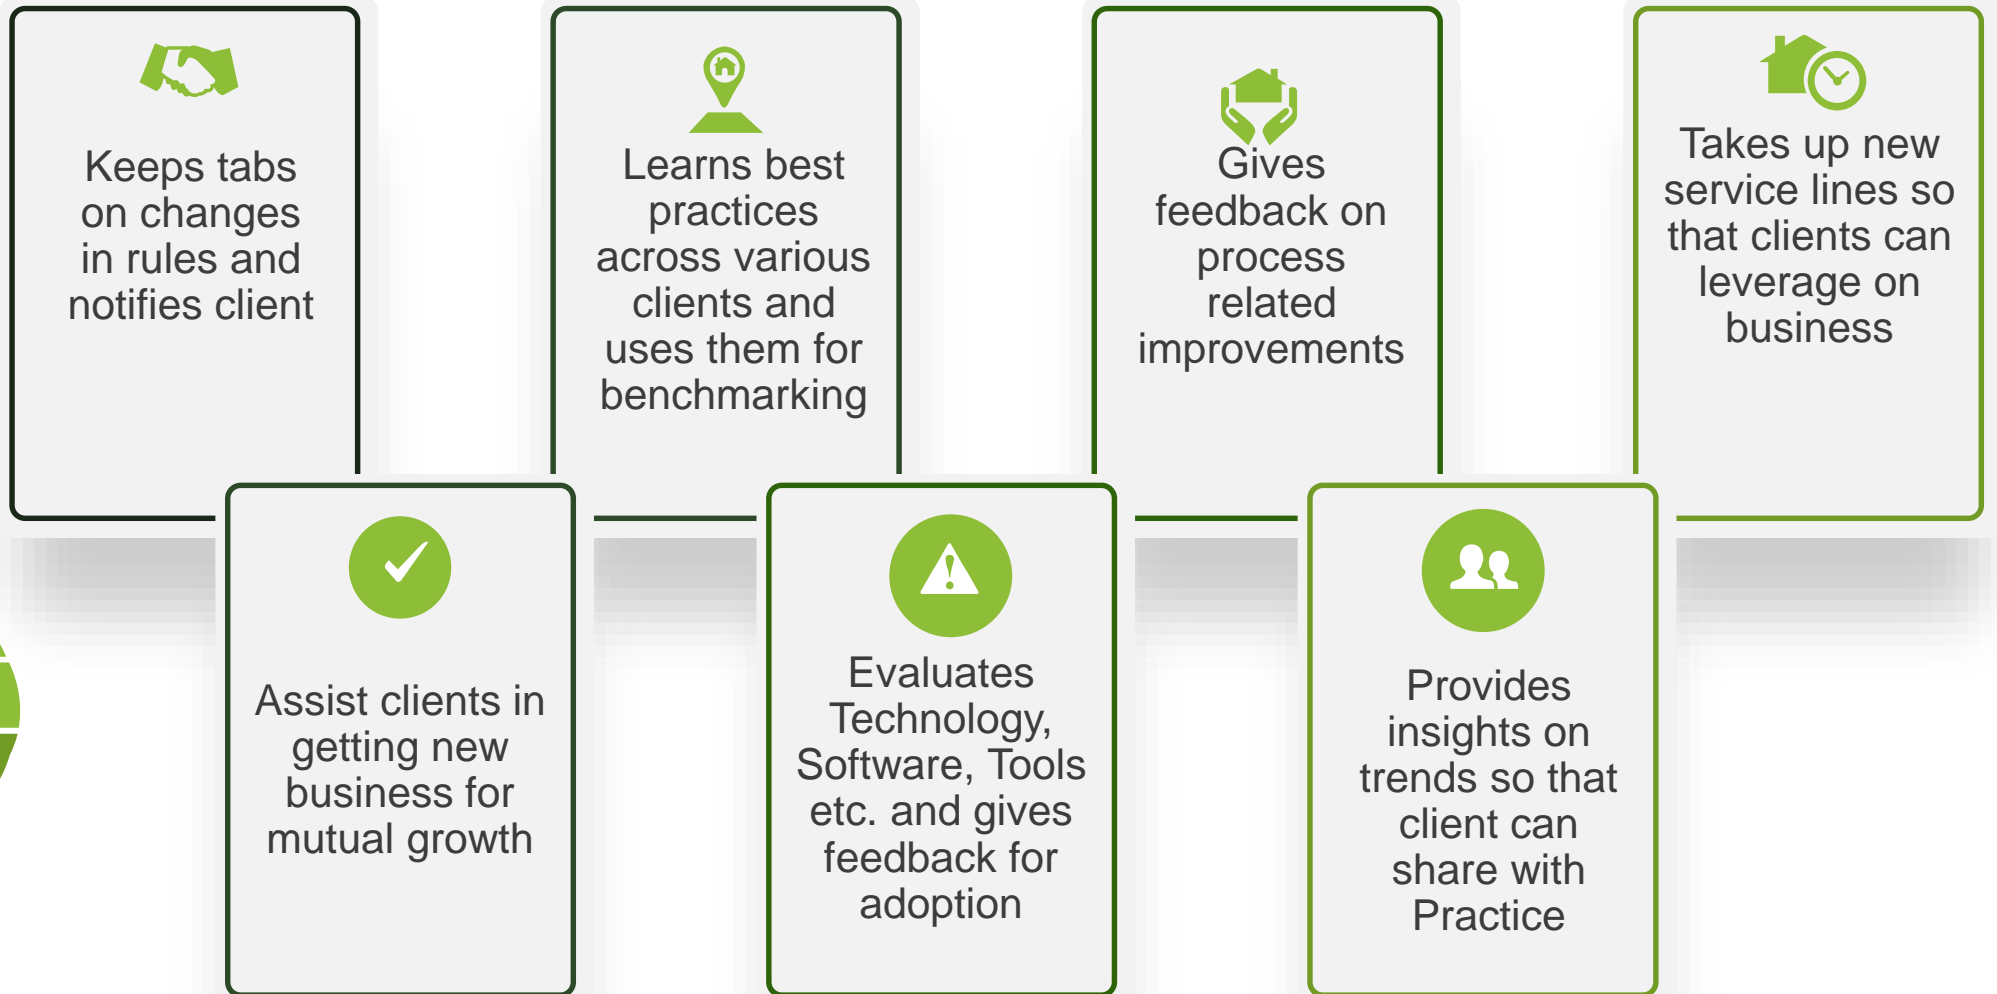 Keeps tabs
on changes
in rules and
notifies client
Learns best
practices
across various
clients and
uses them for
benchmarking
Gives
feedback on
process
related
improvements
Takes up new
service lines so
that clients can
leverage on
business
Assist clients in
getting new
business for
mutual growth
Evaluates
Technology,
Software, Tools
etc. and gives
feedback for
adoption
Provides
insights on
trends so that
client can
share with
Practice